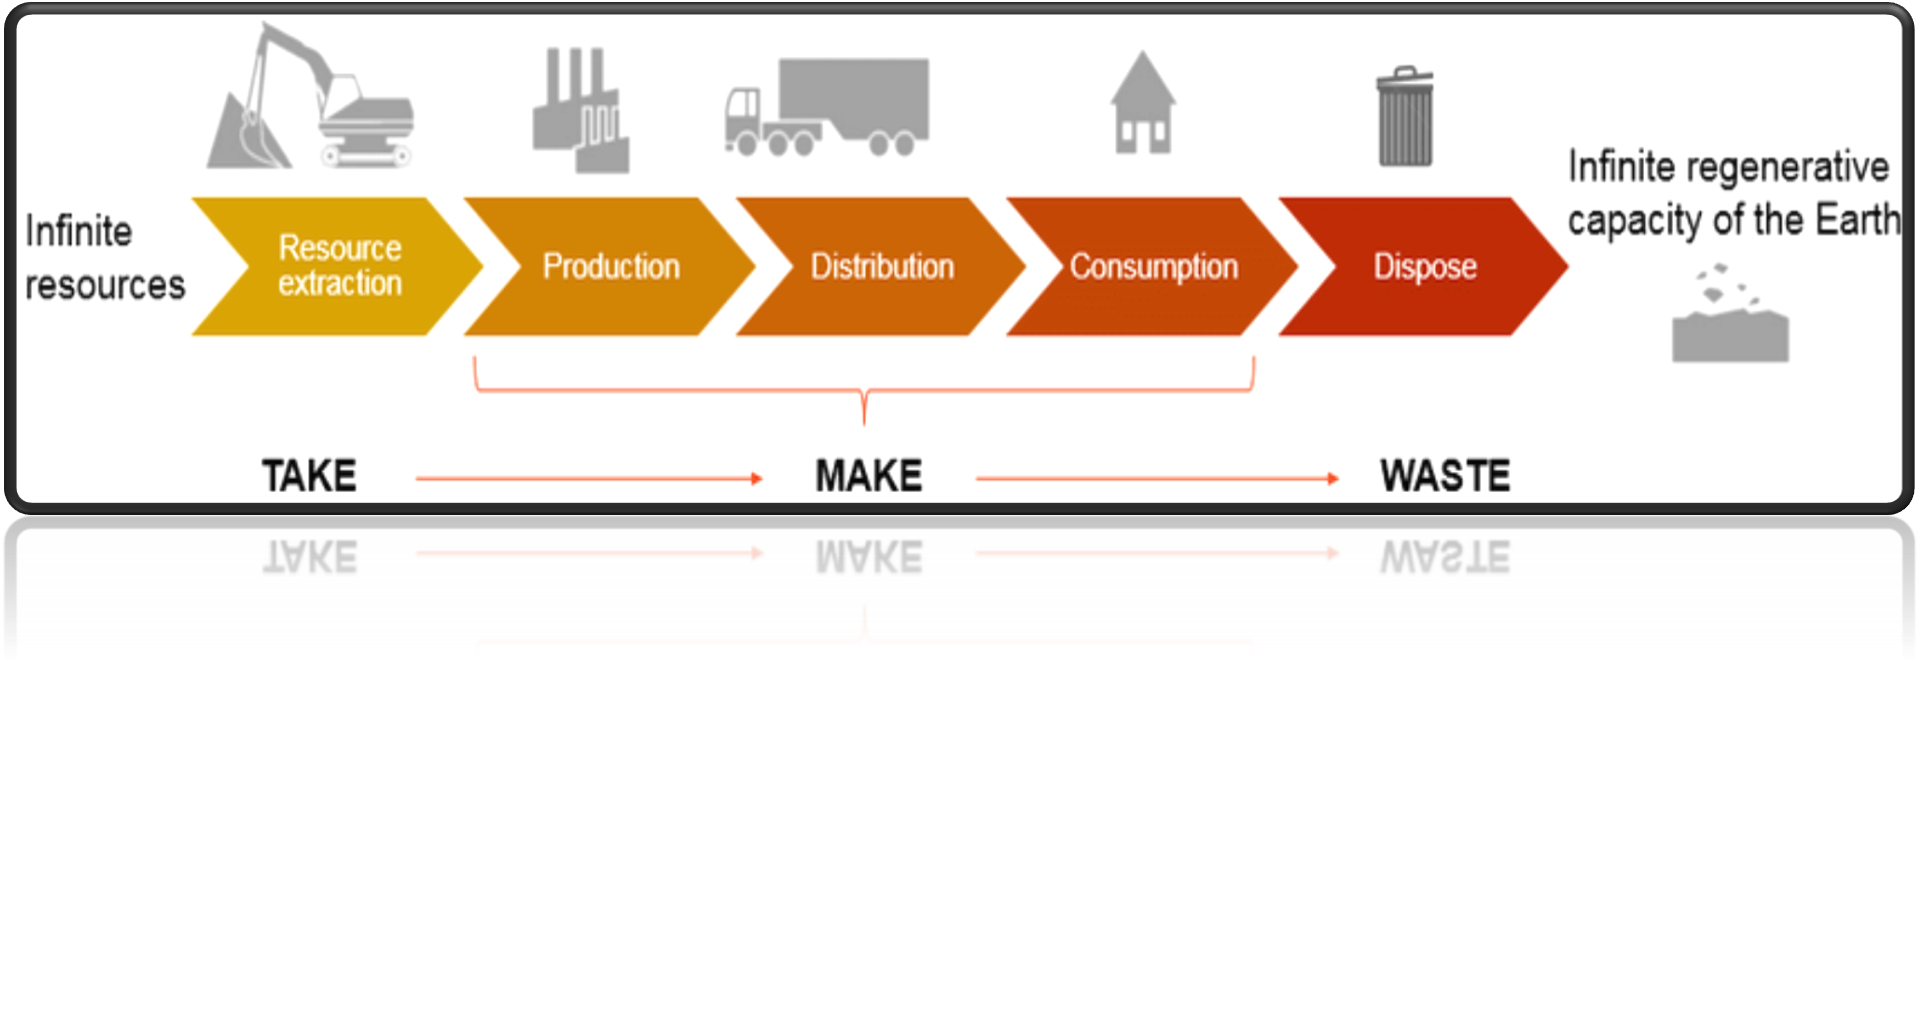 Infinite
resources
Resource
extraction
Production
Distribution
Consumption
Dispose
Infinite regenerative
capacity of the Earth
TAKE
MAKE
WASTE